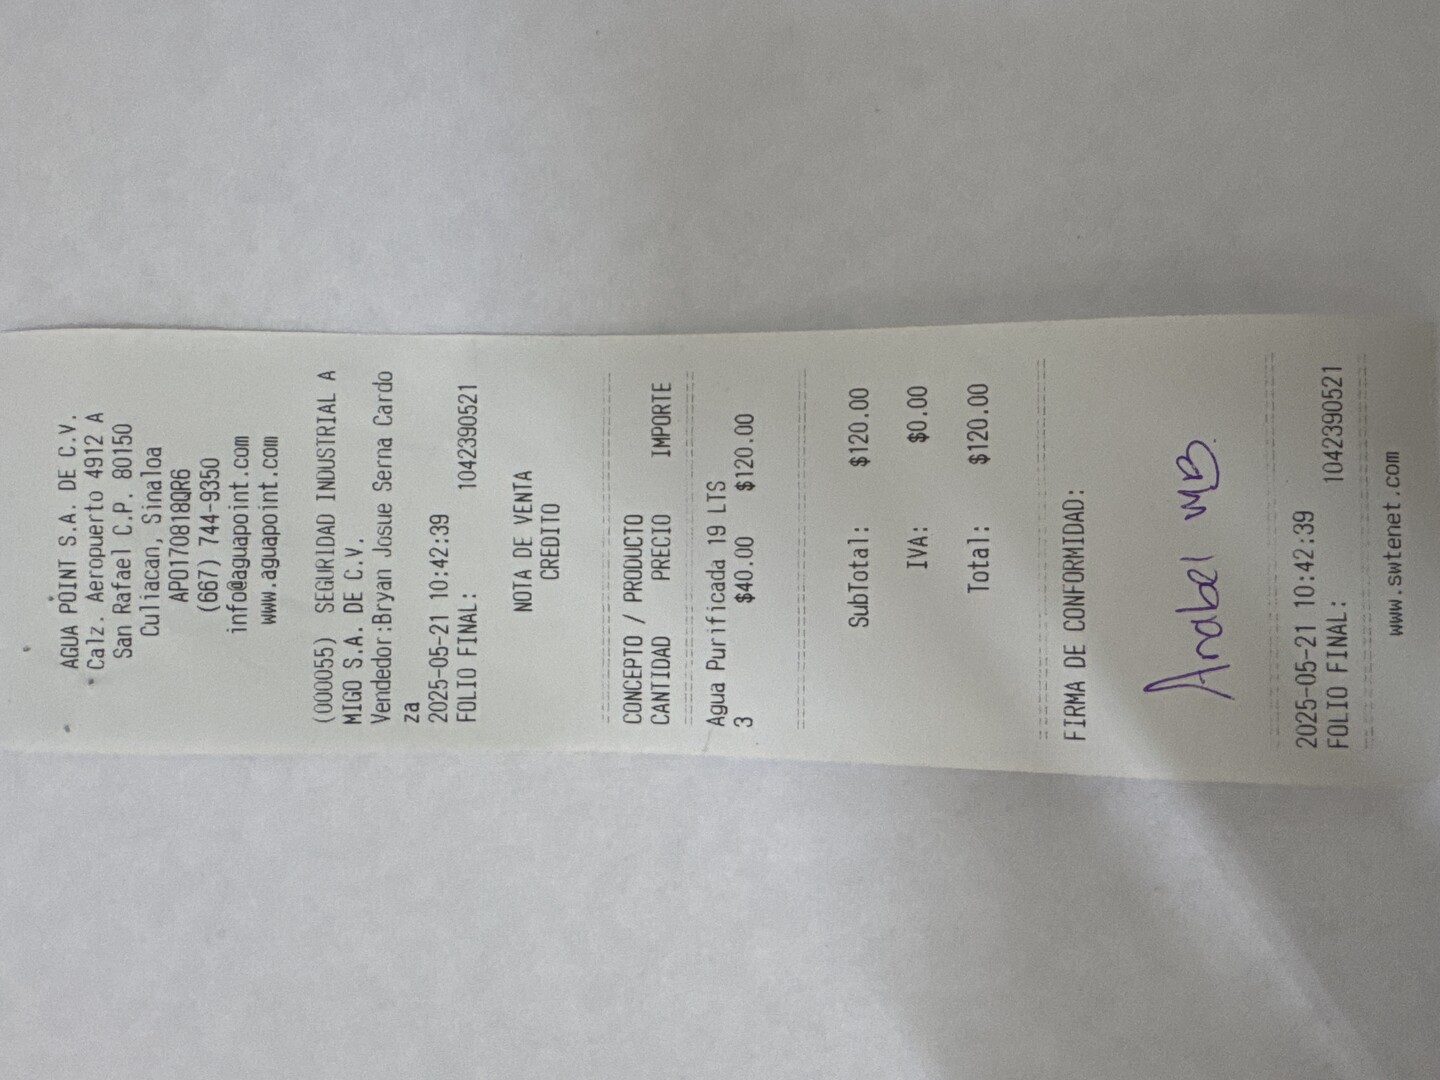 AGUA POINT S.A. DE C.V.
Calz. Aeropuerto 4912 A
San Rafael C.P. 80150
Culiacan, Sinaloa
APO170818QR6
(667) 744-9350
info@aguapoint.com
www.aguapoint.com
(000055) SEGURIDAD INDUSTRIAL A
MIGO S.A. DE C.V.
Vendedor:Bryan Josue Serna Cardo
za
2025-05-21 10:42:39
FOLIO FINAL: 1042390521
NOTA DE VENTA
CREDITO
CONCEPTO / PRODUCTO
CANTIDAD PRECIO IMPORTE
Agua Purificada 19 LTS
3 $40.00 $120.00
SubTotal: $120.00
IVA: $0.00
Total: $120.00
FIRMA DE CONFORMIDAD:
Anabel MB.
2025-05-21 10:42:39
FOLIO FINAL: 1042390521
www.swtenet.com